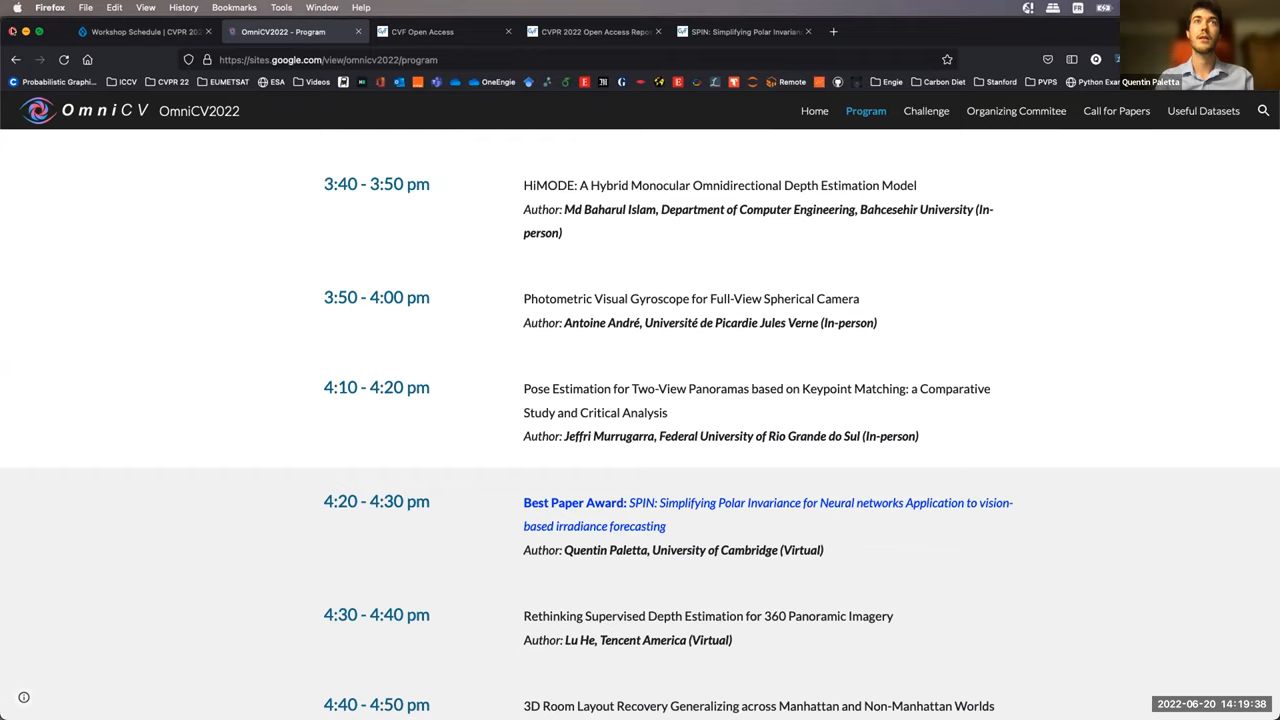 Firefox File Edit View History Bookmarks Tools Window Help FR
Workshop Schedule | CVPR 202 OmniCV2022 - Program CVF Open Access CVPR 2022 Open Access Repo SPIN: Simplifying Polar Invarian
https://sites.google.com/view/omnicv2022/program
Probabilistic Graphi... ICCV CVPR 22 EUMETSAT ESA Videos OneEngie Remote Engie Carbon Diet Stanford PVPS Python Exam
Quentin Paletta
OmniCV OmniCV2022 Home Program Challenge Organizing Commitee Call for Papers Useful Datasets
3:40 - 3:50 pm
HiMODE: A Hybrid Monocular Omnidirectional Depth Estimation Model
Author: Md Baharul Islam, Department of Computer Engineering, Bahcesehir University (In-
person)
3:50 - 4:00 pm
Photometric Visual Gyroscope for Full-View Spherical Camera
Author: Antoine André, Université de Picardie Jules Verne (In-person)
4:10 - 4:20 pm
Pose Estimation for Two-View Panoramas based on Keypoint Matching: a Comparative
Study and Critical Analysis
Author: Jeffri Murrugarra, Federal University of Rio Grande do Sul (In-person)
4:20 - 4:30 pm
Best Paper Award: SPIN: Simplifying Polar Invariance for Neural networks Application to vision-
based irradiance forecasting
Author: Quentin Paletta, University of Cambridge (Virtual)
4:30 - 4:40 pm
Rethinking Supervised Depth Estimation for 360 Panoramic Imagery
Author: Lu He, Tencent America (Virtual)
4:40 - 4:50 pm
3D Room Layout Recovery Generalizing across Manhattan and Non-Manhattan Worlds
2022-06-20 14:19:38